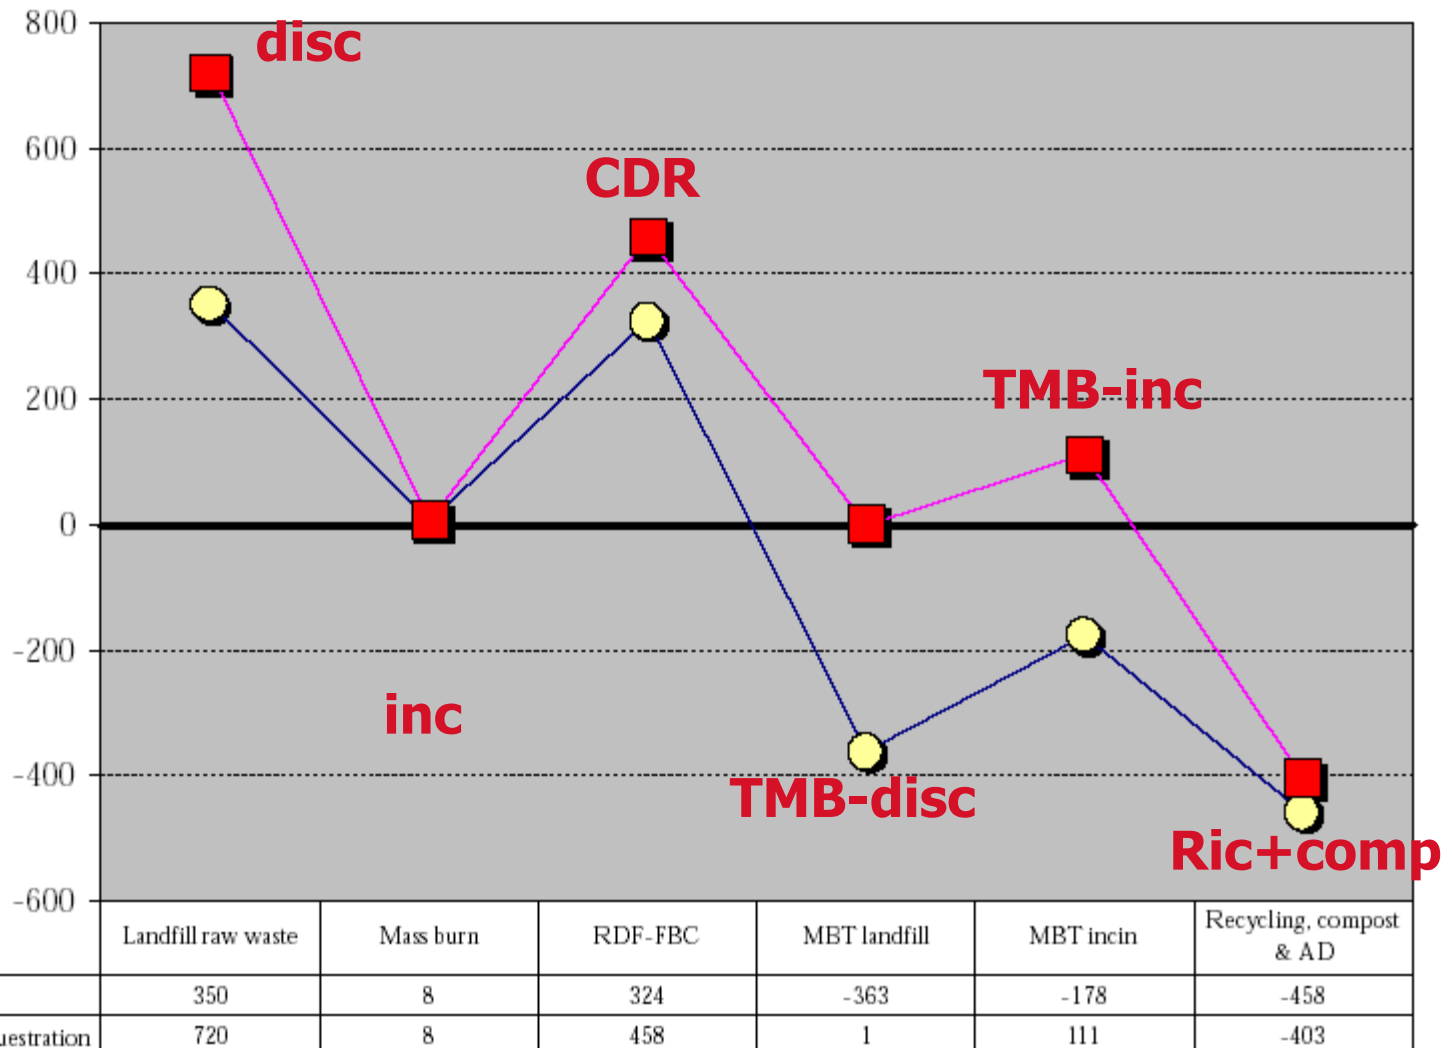 800
disc
600
CDR
400
TMB-inc
200
0
-200
inc
-400
TMB-disc
Ric+comp
-600
Landfill raw waste Mass burn RDF-FBC MBT landfill MBT incin Recycling, compost
& AD
350 8 324 -363 -178 -458
uestration 720 8 458 1 111 -403